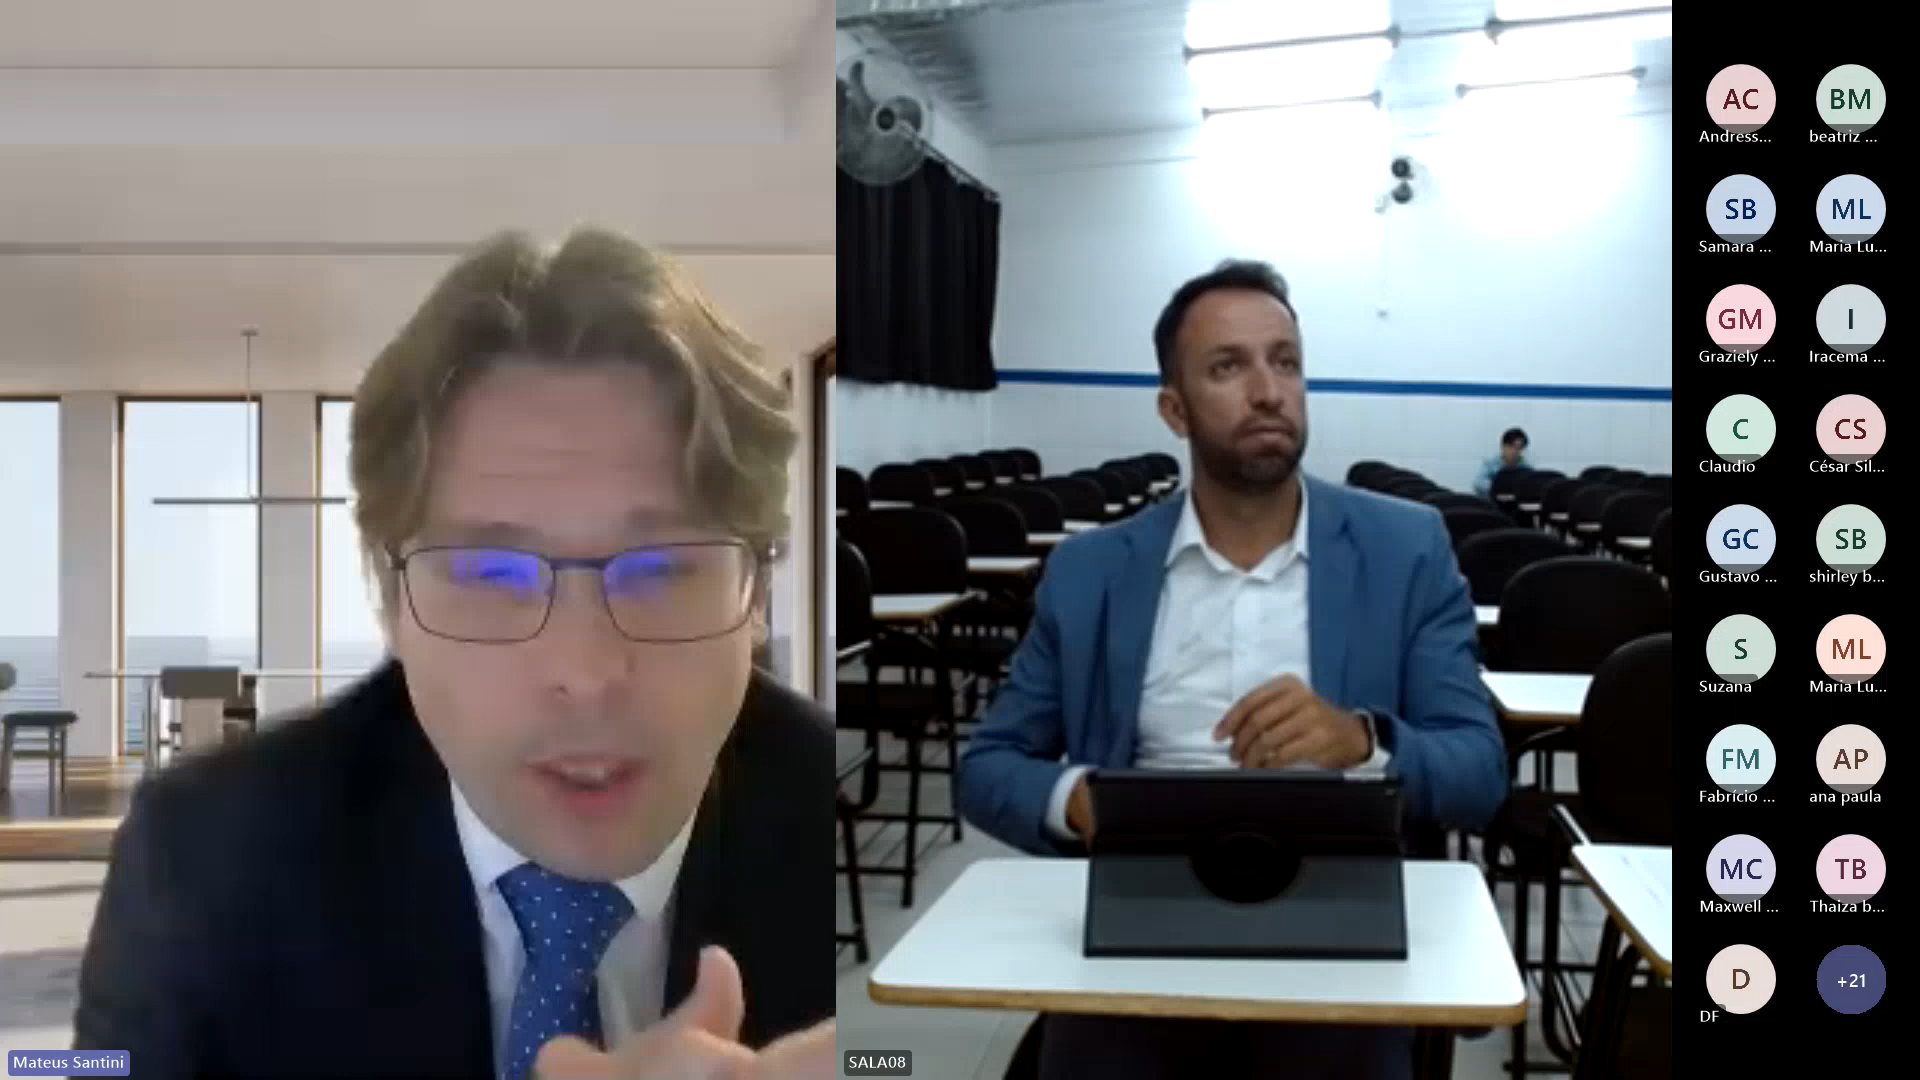 AC
Andress...
BM
beatriz ...
SB
Samara ...
ML
Maria Lu...
GM
Graziely ...
I
Iracema ...
C
Claudio
CS
César Sil...
GC
Gustavo ...
SB
shirley b...
S
Suzana
ML
Maria Lu...
FM
Fabrício ...
AP
ana paula
MC
Maxwell ...
TB
Thaiza b...
D
DF
+21
Mateus Santini
SALA08